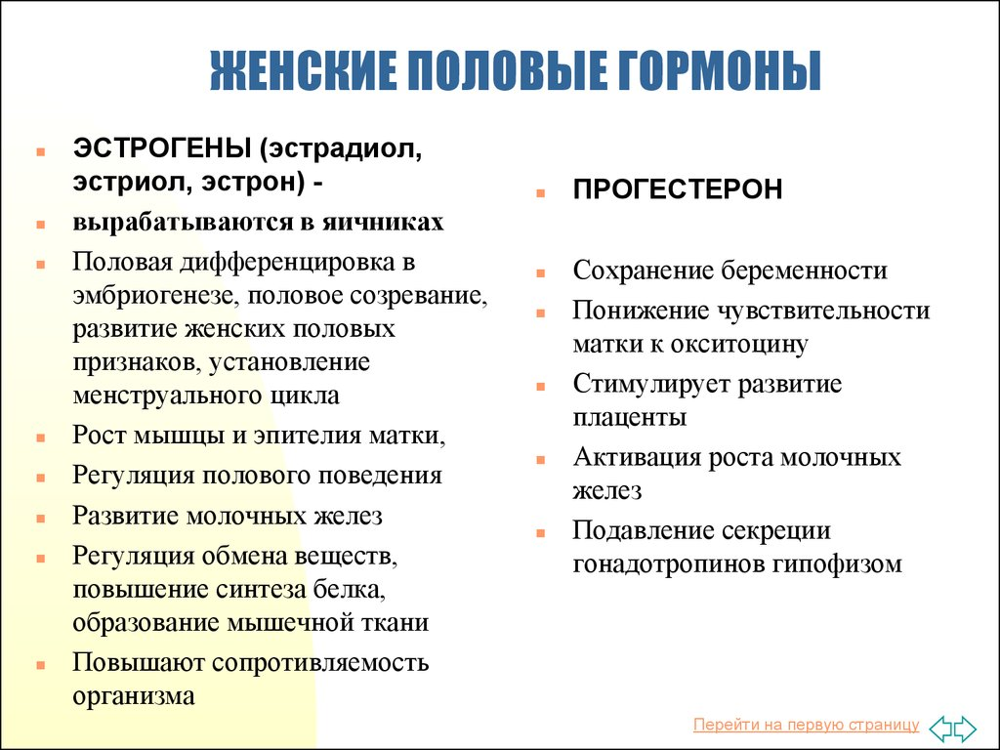 ЖЕНСКИЕ ПОЛОВЫЕ ГОРМОНЫ
ЭСТРОГЕНЫ (эстрадиол,
эстриол, эстрон) -
вырабатываются в яичниках
Половая дифференцировка в
эмбриогенезе, половое созревание,
развитие женских половых
признаков, установление
менструального цикла
Рост мышцы и эпителия матки,
Регуляция полового поведения
Развитие молочных желез
Регуляция обмена веществ,
повышение синтеза белка,
образование мышечной ткани
Повышают сопротивляемость
организма
ПРОГЕСТЕРОН
Сохранение беременности
Понижение чувствительности
матки к окситоцину
Стимулирует развитие
плаценты
Активация роста молочных
желез
Подавление секреции
гонадотропинов гипофизом
Перейти на первую страницу